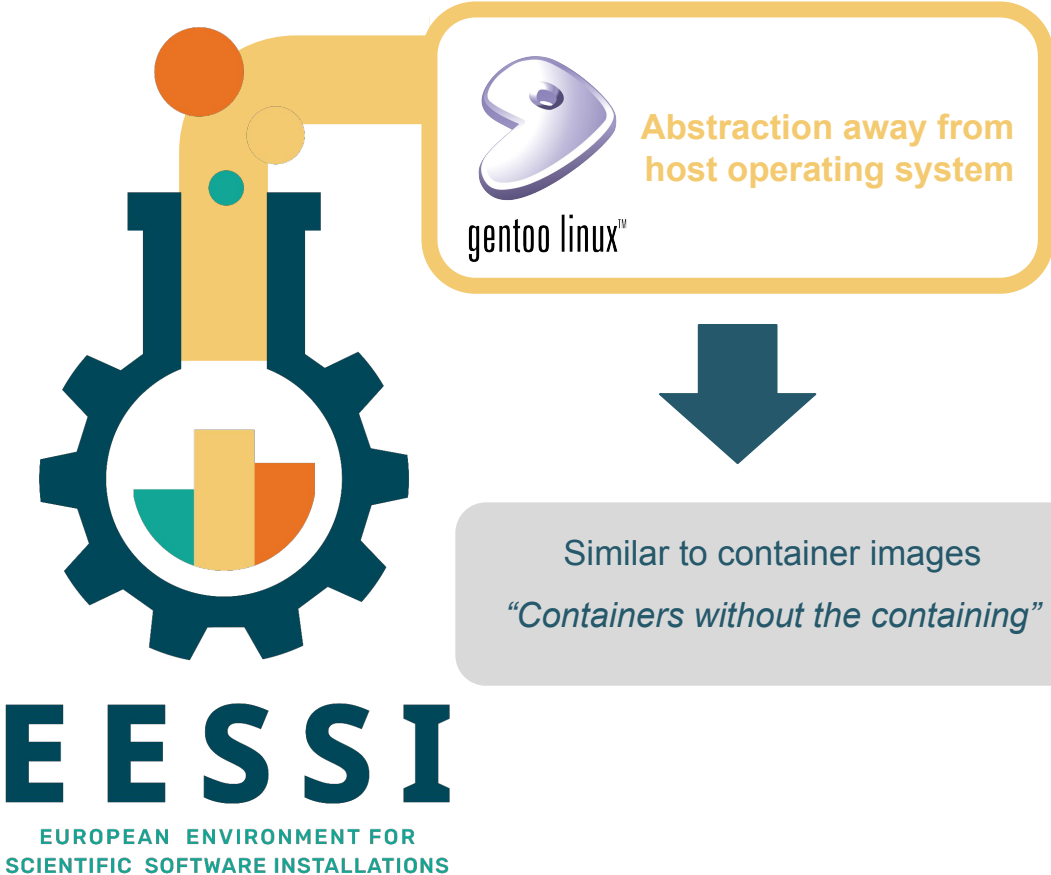 Abstraction away from
host operating system
gentoo linux™
Similar to container images
“Containers without the containing”
EESSI
EUROPEAN ENVIRONMENT FOR
SCIENTIFIC SOFTWARE INSTALLATIONS